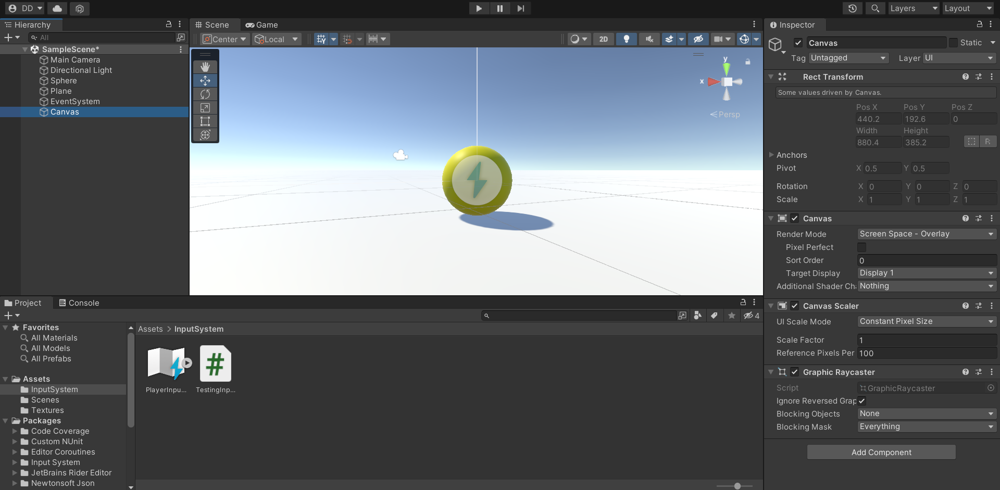 DD
Layers
Layout
Hierarchy
All
SampleScene*
Main Camera
Directional Light
Sphere
Plane
EventSystem
Canvas
Scene
Game
Center
Local
2D
y
x
Persp
Inspector
Canvas
Static
Tag Untagged
Layer UI
Rect Transform
Some values driven by Canvas.
Pos X Pos Y Pos Z
440.2 192.6 0
Width Height
880.4 385.2 R
Anchors
Pivot X 0.5 Y 0.5
Rotation X 0 Y 0 Z 0
Scale X 1 Y 1 Z 1
Canvas
Render Mode Screen Space - Overlay
Pixel Perfect
Sort Order 0
Target Display Display 1
Additional Shader Cha Nothing
Canvas Scaler
UI Scale Mode Constant Pixel Size
Scale Factor 1
Reference Pixels Per 100
Graphic Raycaster
Script GraphicRaycaster
Ignore Reversed Grap
Blocking Objects None
Blocking Mask Everything
Add Component
Project
Console
4
Favorites
All Materials
All Models
All Prefabs
Assets
InputSystem
Scenes
Textures
Packages
Code Coverage
Custom NUnit
Editor Coroutines
Input System
JetBrains Rider Editor
Newtonsoft Json
Assets > InputSystem
PlayerInpu...
TestingInp...